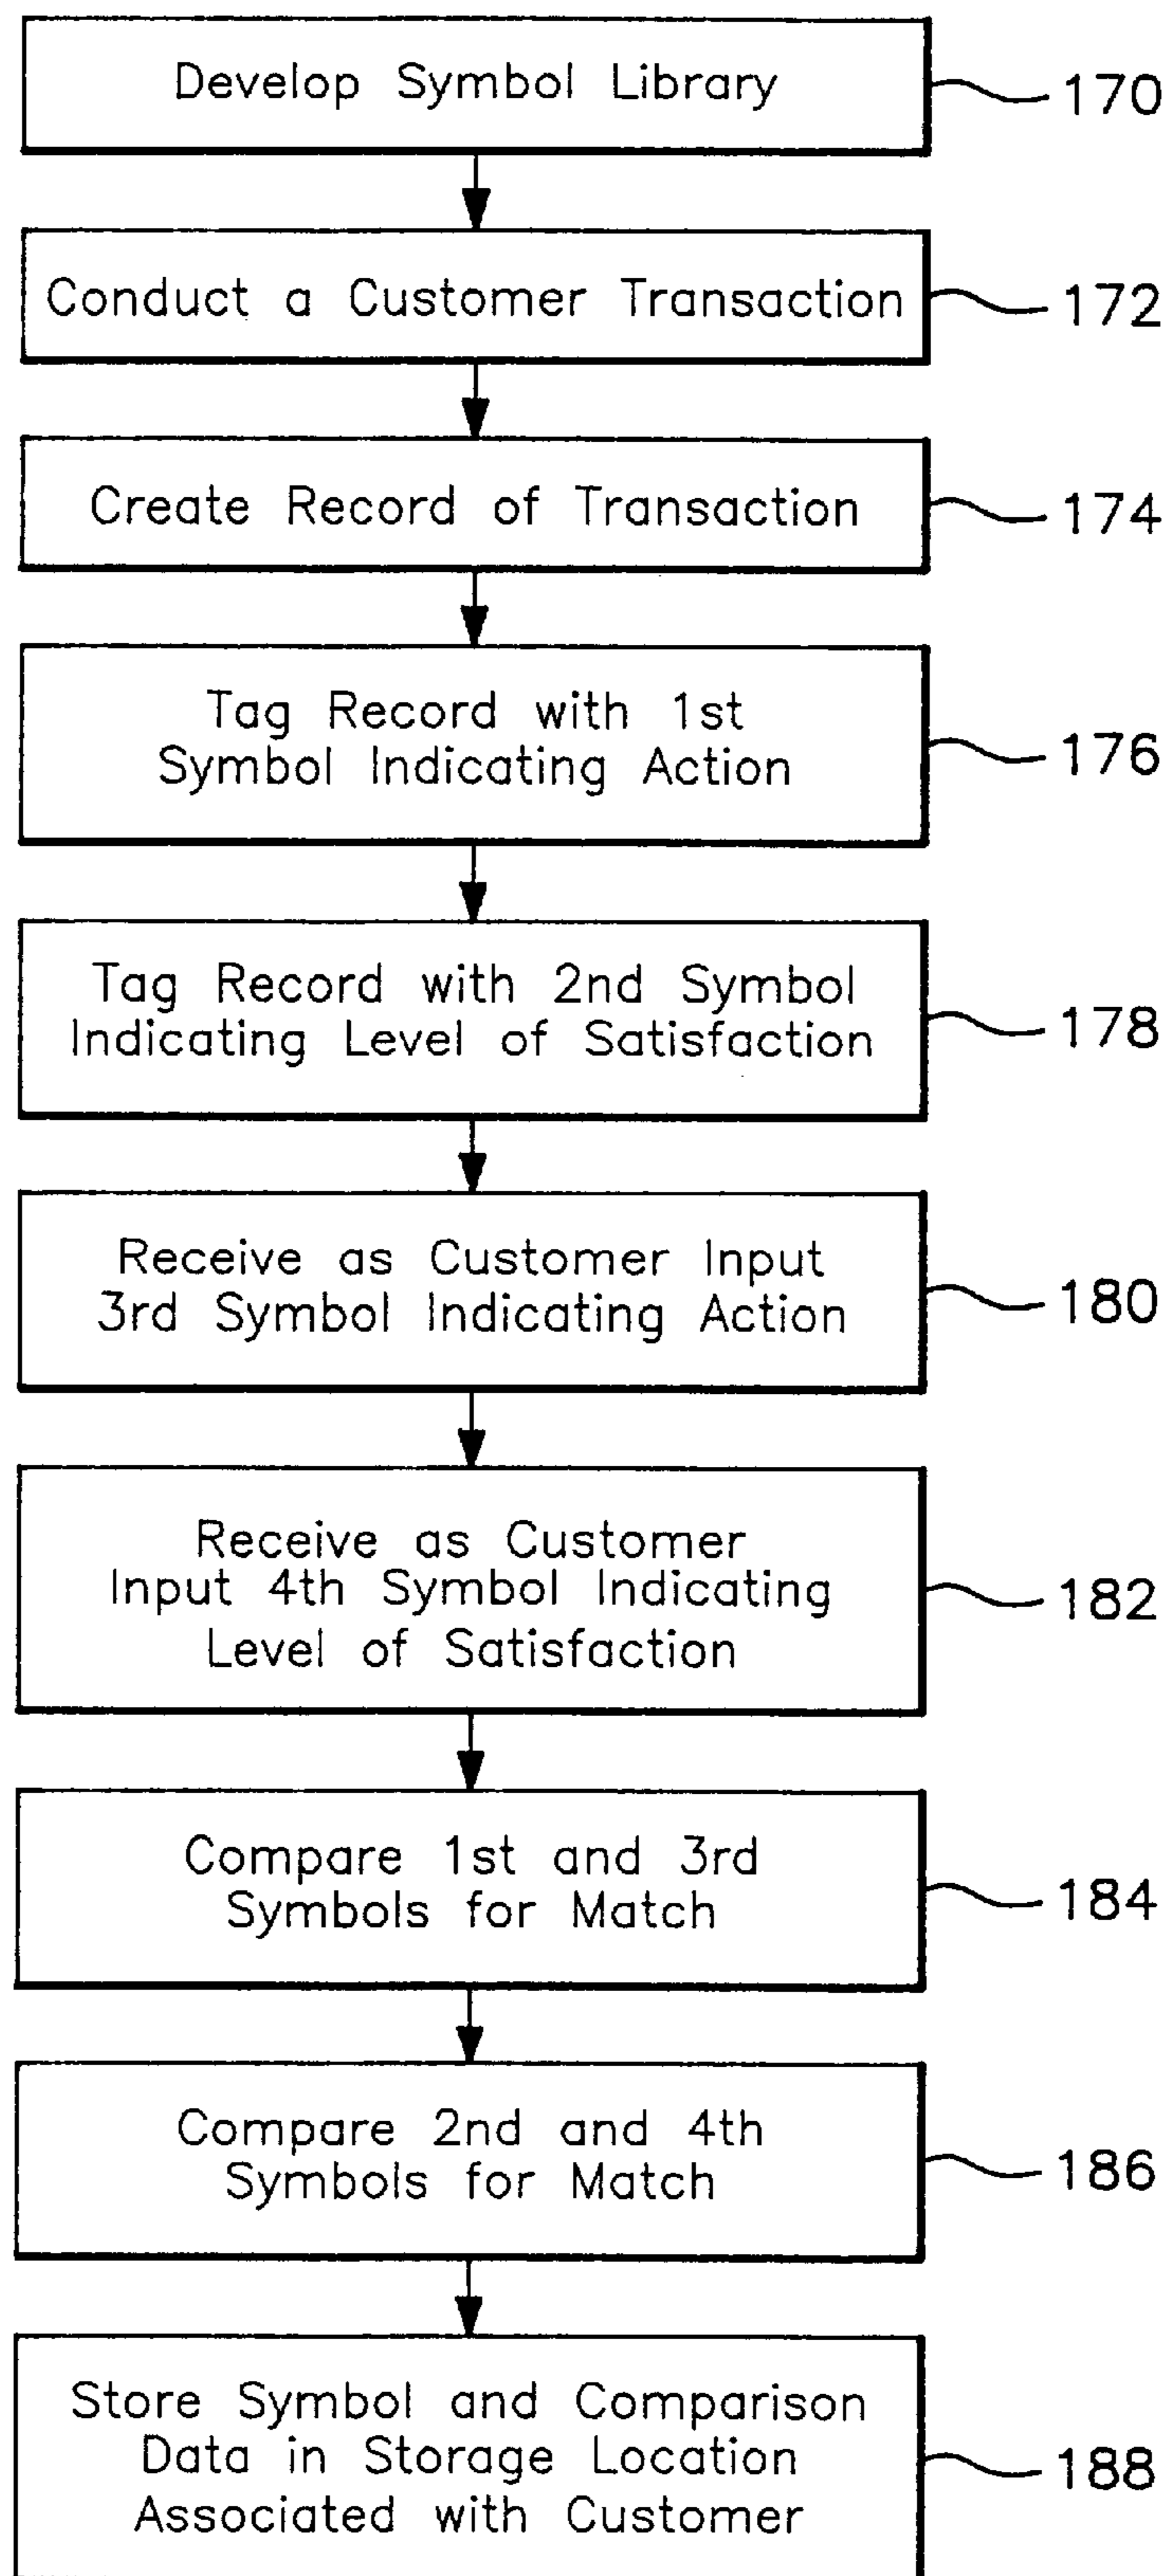 Develop Symbol Library
170
Conduct a Customer Transaction
172
Create Record of Transaction
174
Tag Record with 1st
Symbol Indicating Action
176
Tag Record with 2nd Symbol
Indicating Level of Satisfaction
178
Receive as Customer Input
3rd Symbol Indicating Action
180
Receive as Customer
Input 4th Symbol Indicating
Level of Satisfaction
182
Compare 1st and 3rd
Symbols for Match
184
Compare 2nd and 4th
Symbols for Match
186
Store Symbol and Comparison
Data in Storage Location
Associated with Customer
188